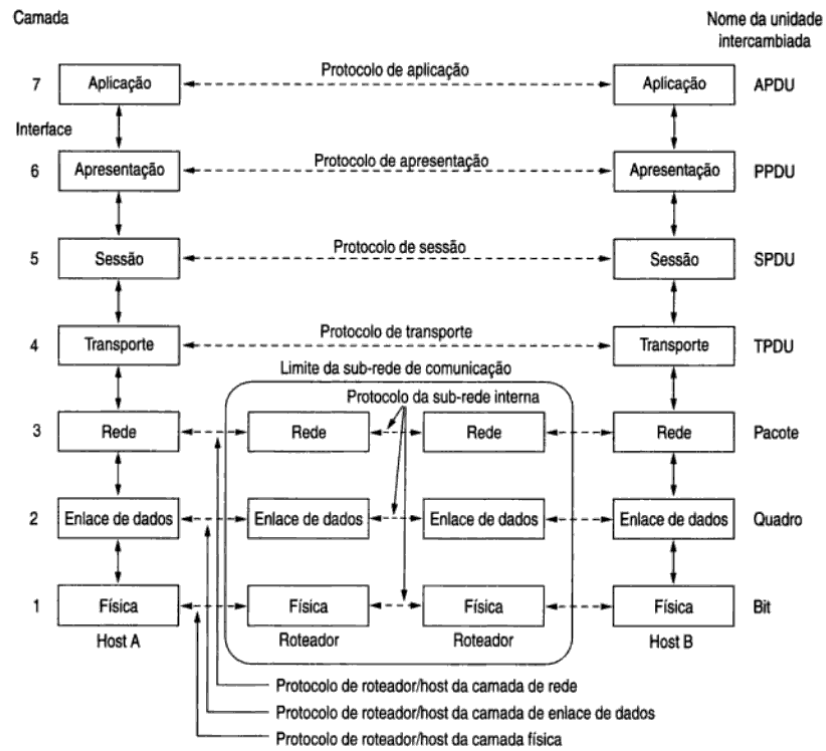 Camada
Nome da unidade
intercambiada
7 Aplicação Protocolo de aplicação Aplicação APDU
Interface
6 Apresentação Protocolo de apresentação Apresentação PPDU
5 Sessão Protocolo de sessão Sessão SPDU
4 Transporte Protocolo de transporte Transporte TPDU
Limite da sub-rede de comunicação
Protocolo da sub-rede interna
3 Rede Rede Rede Rede Pacote
2 Enlace de dados Enlace de dados Enlace de dados Enlace de dados Quadro
1 Física Física Física Física Bit
Host A Roteador Roteador Host B
Protocolo de roteador/host da camada de rede
Protocolo de roteador/host da camada de enlace de dados
Protocolo de roteador/host da camada física